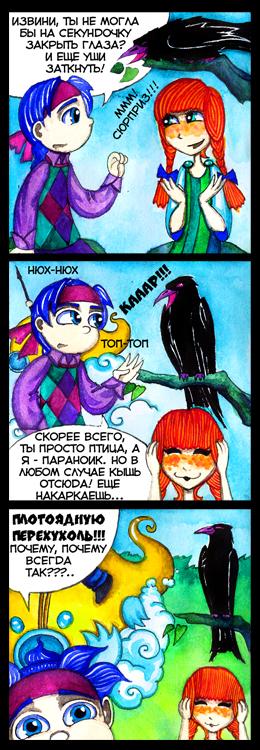 ИЗВИНИ, ТЫ НЕ МОГЛА
БЫ НА СЕКУНДОЧКУ
ЗАКРЫТЬ ГЛАЗА?
И ЕЩЕ УШИ
ЗАТКНУТЬ!
МММ!
СЮРПРИЗ!!!
НЮХ-НЮХ
КАААР!!!
ТОП-ТОП
СКОРЕЕ ВСЕГО,
ТЫ ПРОСТО ПТИЦА, А
Я - ПАРАНОИК. НО В
ЛЮБОМ СЛУЧАЕ КЫШЬ
ОТСЮДА! ЕЩЕ
НАКАРКАЕШЬ...
ПЛОТОЯДНУЮ
ПЕРЕХУХОЛЬ!!!
ПОЧЕМУ, ПОЧЕМУ
ВСЕГДА
ТАК???..